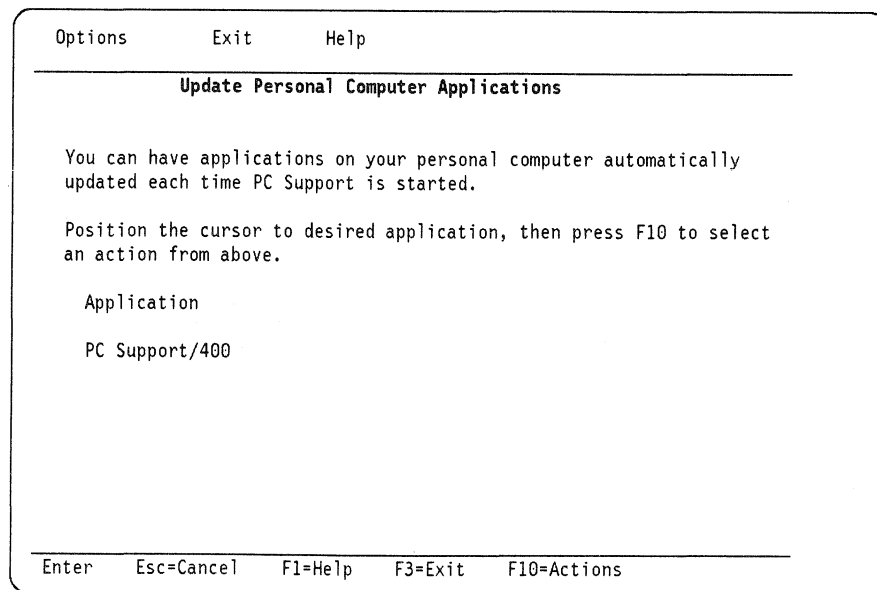 Options Exit Help
Update Personal Computer Applications
You can have applications on your personal computer automatically
updated each time PC Support is started.
Position the cursor to desired application, then press F10 to select
an action from above.
Application
PC Support/400
Enter Esc=Cancel F1=Help F3=Exit F10=Actions